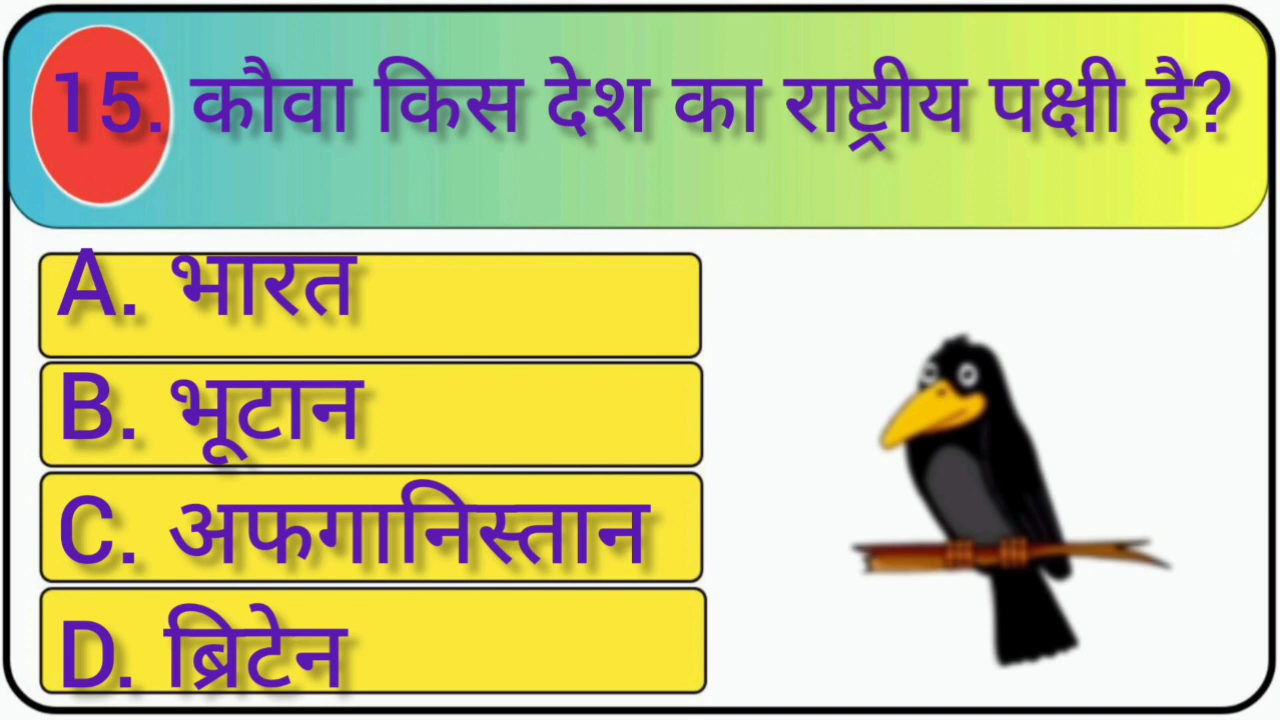 15. कौवा किस देश का राष्ट्रीय पक्षी है?
A. भारत
B. भूटान
C. अफगानिस्तान
D. ब्रिटेन